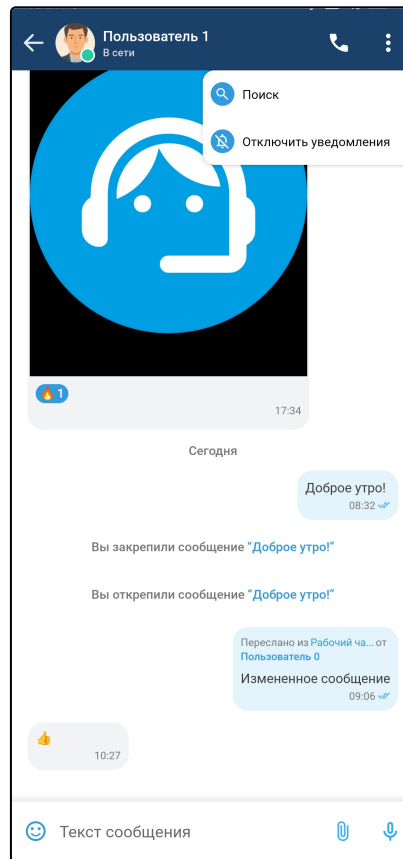 Пользователь 1
В сети
Поиск
Отключить уведомления
1
17:34
Сегодня
Доброе утро!
08:32
Вы закрепили сообщение “Доброе утро!”
Вы открепили сообщение “Доброе утро!”
Переслано из Рабочий ча... от
Пользователь 0
Измененное сообщение
09:06
👍
10:27
Текст сообщения